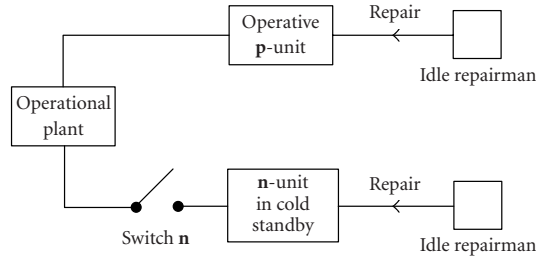 Operative
p-unit
Repair
Idle repairman
Operational
plant
Switch n
n-unit
in cold
standby
Repair
Idle repairman